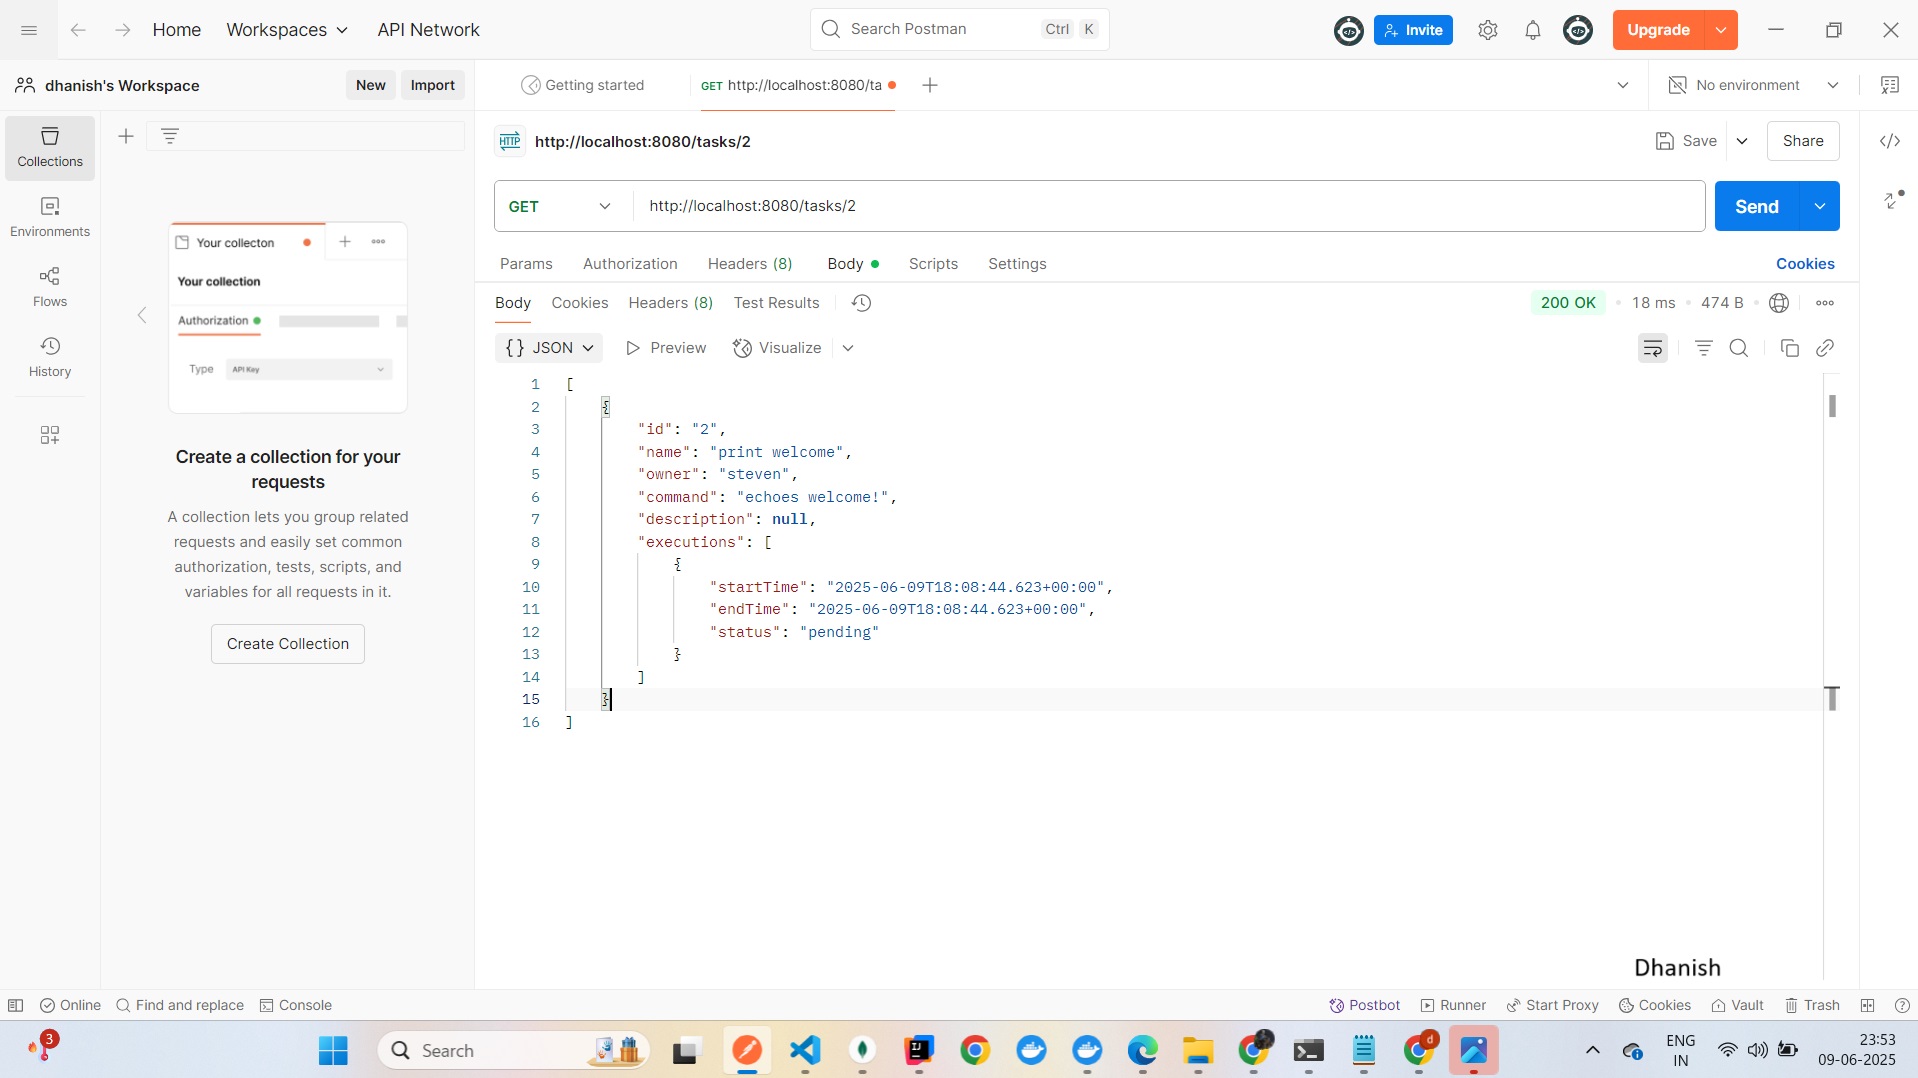 Home
Workspaces
API Network
Search Postman
Ctrl K
Invite
Upgrade
dhanish's Workspace
New
Import
Getting started
GET http://localhost:8080/ta
No environment
Collections
Environments
Flows
History
Your collecton
Your collection
Authorization
Type
API Key
Create a collection for your
requests
A collection lets you group related
requests and easily set common
authorization, tests, scripts, and
variables for all requests in it.
Create Collection
HTTP
http://localhost:8080/tasks/2
Save
Share
GET
http://localhost:8080/tasks/2
Send
Params
Authorization
Headers (8)
Body
Scripts
Settings
Cookies
Body
Cookies
Headers (8)
Test Results
200 OK
18 ms
474 B
{} JSON
Preview
Visualize
1 [
2 {
3 "id": "2",
4 "name": "print welcome",
5 "owner": "steven",
6 "command": "echoes welcome!",
7 "description": null,
8 "executions": [
9 {
10 "startTime": "2025-06-09T18:08:44.623+00:00",
11 "endTime": "2025-06-09T18:08:44.623+00:00",
12 "status": "pending"
13 }
14 ]
15 }
16 ]
Dhanish
Online
Find and replace
Console
Postbot
Runner
Start Proxy
Cookies
Vault
Trash
3
Search
ENG
IN
23:53
09-06-2025